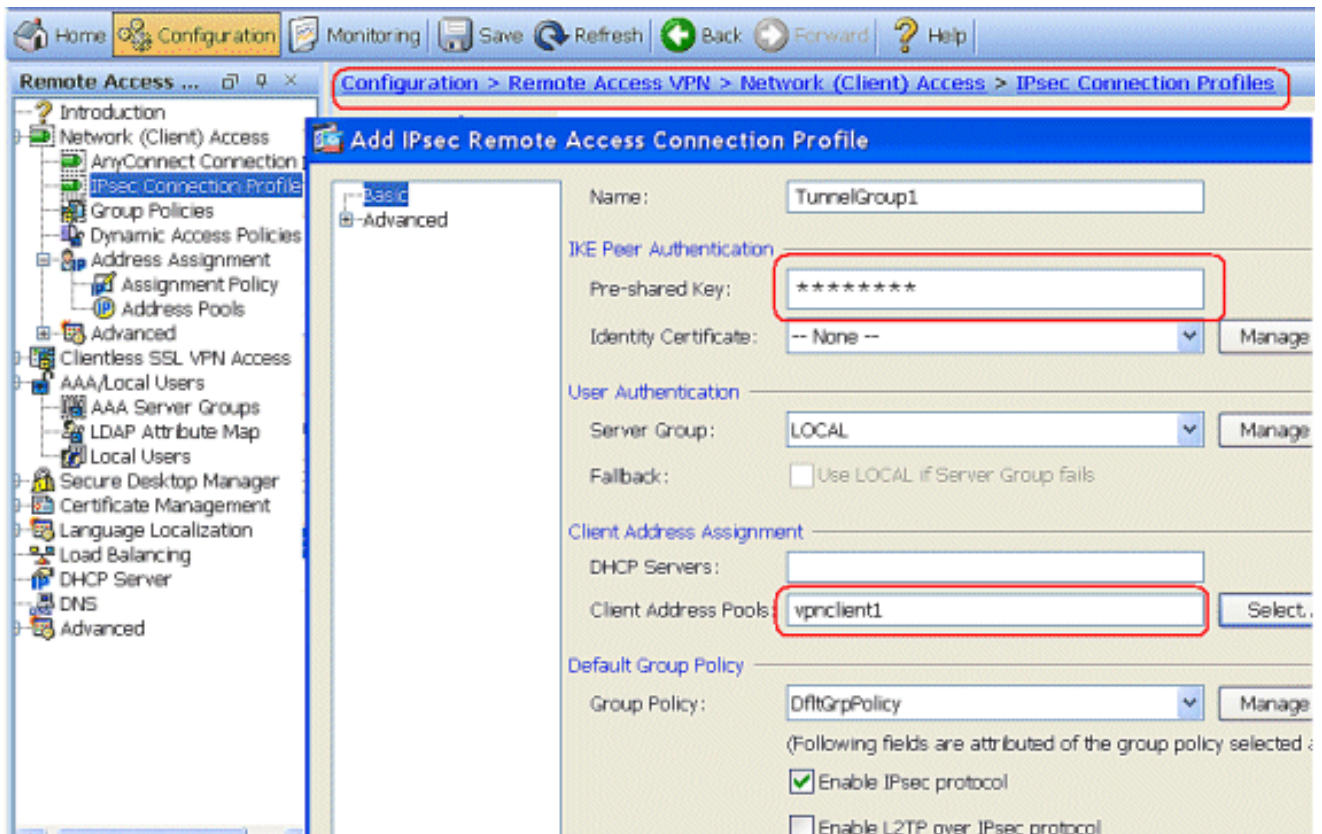 Home Configuration Monitoring Save Refresh Back Forward Help
Remote Access ...
Configuration > Remote Access VPN > Network (Client) Access > IPsec Connection Profiles
Introduction
Network (Client) Access
AnyConnect Connection
IPsec Connection Profile
Group Policies
Dynamic Access Policies
Address Assignment
Assignment Policy
Address Pools
Advanced
Clientless SSL VPN Access
AAA/Local Users
AAA Server Groups
LDAP Attribute Map
Local Users
Secure Desktop Manager
Certificate Management
Language Localization
Load Balancing
DHCP Server
DNS
Advanced
Add IPsec Remote Access Connection Profile
Basic
Advanced
Name: TunnelGroup1
IKE Peer Authentication
Pre-shared Key: ********
Identity Certificate: -- None -- Manage
User Authentication
Server Group: LOCAL Manage
Fallback: Use LOCAL if Server Group fails
Client Address Assignment
DHCP Servers:
Client Address Pools: vpnclient1 Select.
Default Group Policy
Group Policy: DfltGrpPolicy Manage
(Following fields are attributed of the group policy selected
Enable IPsec protocol
Enable L2TP over IPsec protocol